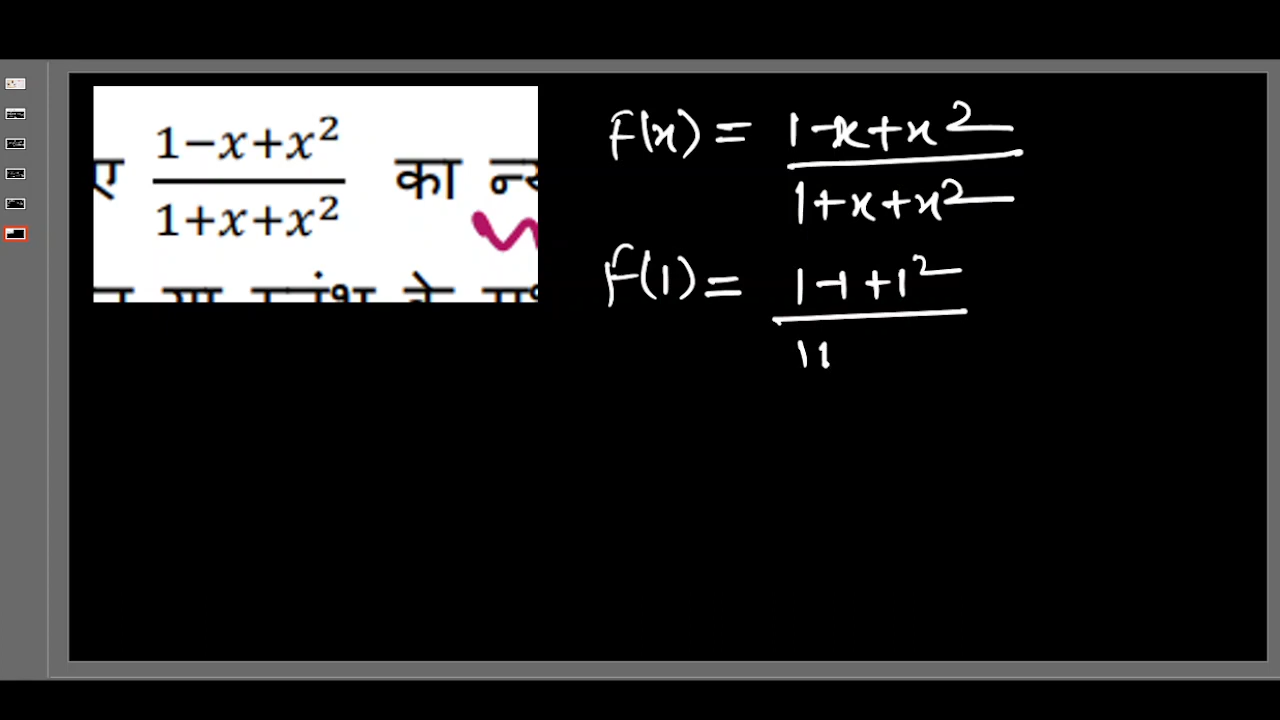 1−x+x²
ए ─── का
1+x+x²
F(x) = 1-x+x² / 1+x+x²
F(1) = 1-1+1² / 11